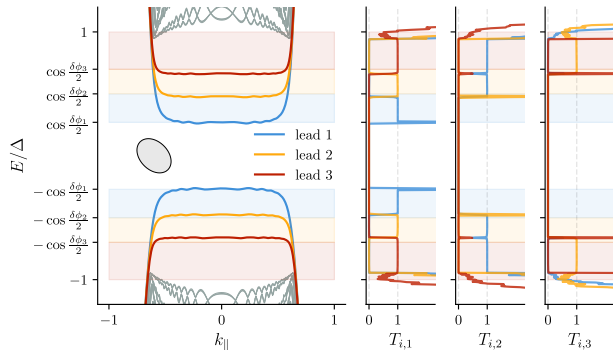 1
cos δϕ₃/2
cos δϕ₂/2
cos δϕ₁/2
E/Δ
− cos δϕ₁/2
− cos δϕ₂/2
− cos δϕ₃/2
−1
lead 1
lead 2
lead 3
−1 0 1
k∥
0 1
T_{i,1}
0 1
T_{i,2}
0 1
T_{i,3}